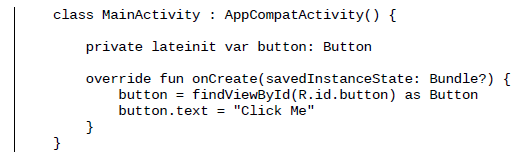 class MainActivity : AppCompatActivity() {
private lateinit var button: Button
override fun onCreate(savedInstanceState: Bundle?) {
button = findViewById(R.id.button) as Button
button.text = "Click Me"
}
}